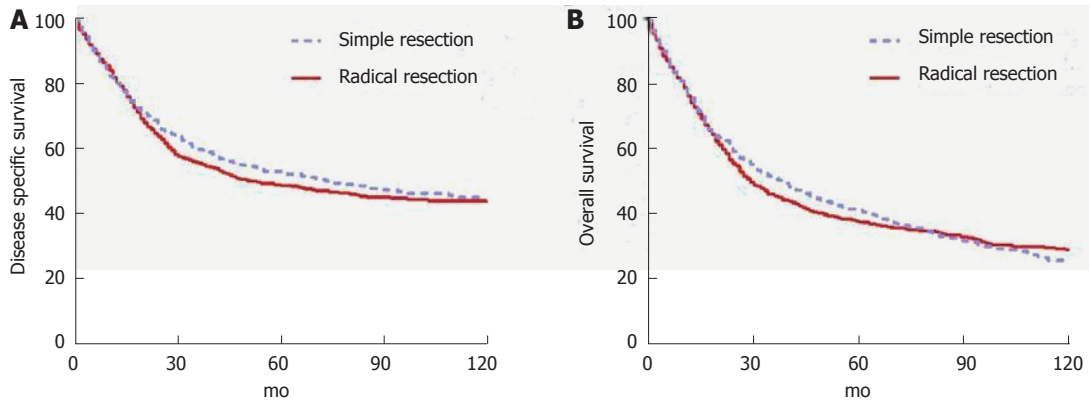 A
100
80
60
40
20
0
Disease specific survival
Simple resection
Radical resection
0 30 60 90 120
mo
B
100
80
60
40
20
0
Overall survival
Simple resection
Radical resection
0 30 60 90 120
mo